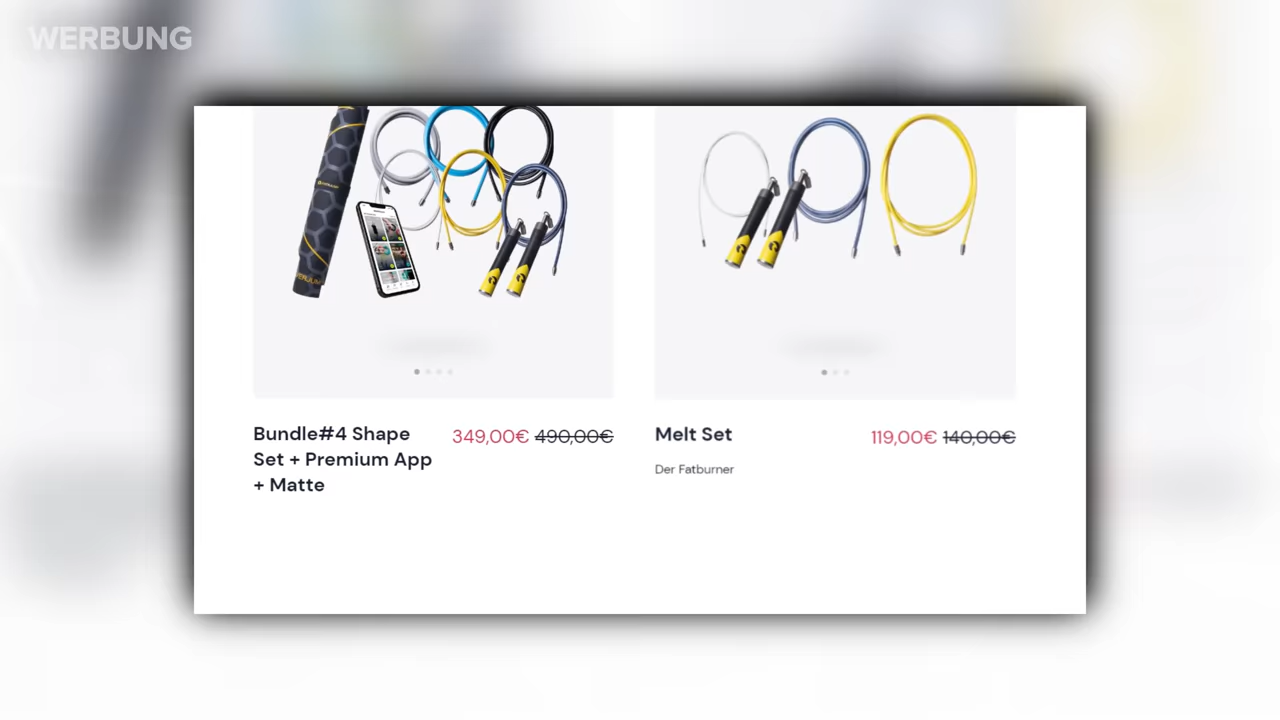 WERBUNG
Bundle#4 Shape
Set + Premium App
+ Matte
349,00€ 490,00€
Melt Set
119,00€ 140,00€
Der Fatburner